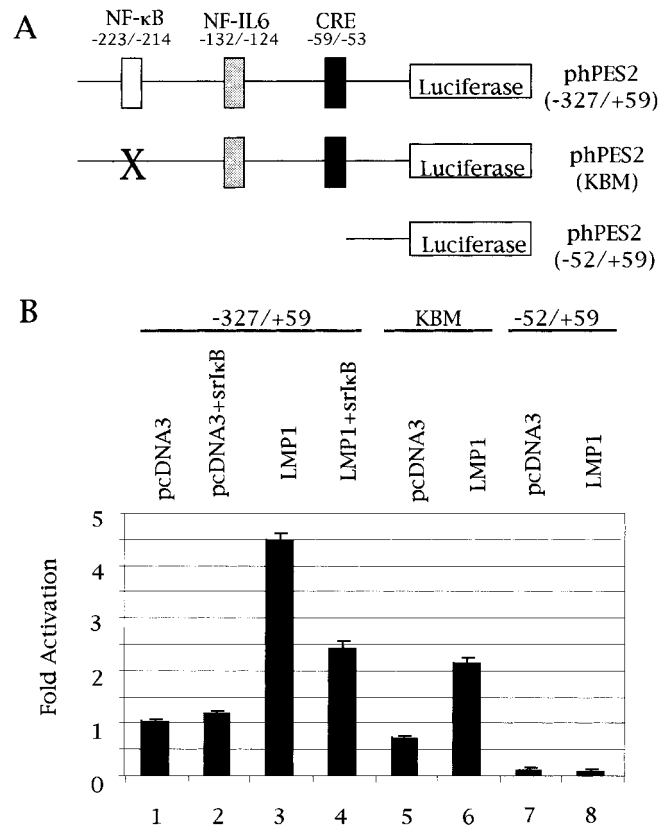 A
NF-κB NF-IL6 CRE
-223/-214 -132/-124 -59/-53
Luciferase phPES2
(-327/+59)
X Luciferase phPES2
(KBM)
Luciferase phPES2
(-52/+59)
B
-327/+59 KBM -52/+59
pcDNA3 pcDNA3+srIκB LMP1 LMP1+srIκB pcDNA3 LMP1 pcDNA3 LMP1
Fold Activation
5
4
3
2
1
0
1 2 3 4 5 6 7 8